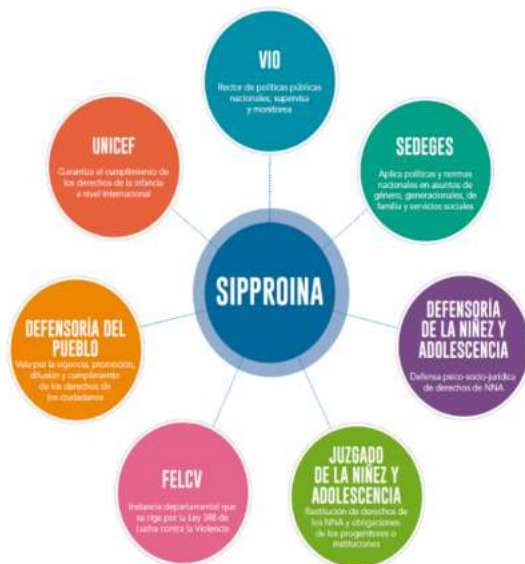 VIO
Rector de políticas públicas
nacionales, supervisa
y monitorea
UNICEF
Garantiza el cumplimiento de
los derechos de la infancia
a nivel internacional
SEDEGES
Aplica políticas y normas
nacionales en asuntos de
género, generacionales, de
familia y servicios sociales
SIPPROINA
DEFENSORÍA DEL
PUEBLO
Vela por la vigencia, promoción,
difusión y cumplimiento
de los derechos de
los ciudadanos
DEFENSORÍA
DE LA NIÑEZ Y
ADOLESCENCIA
Defensa psico-socio-jurídica
de derechos de NNA
FELCV
Instancia departamental que
se rige por la Ley 348 de
Lucha contra la Violencia
JUZGADO
DE LA NIÑEZ Y
ADOLESCENCIA
Restitución de derechos de
los NNA y obligaciones
de los progenitores o
instituciones